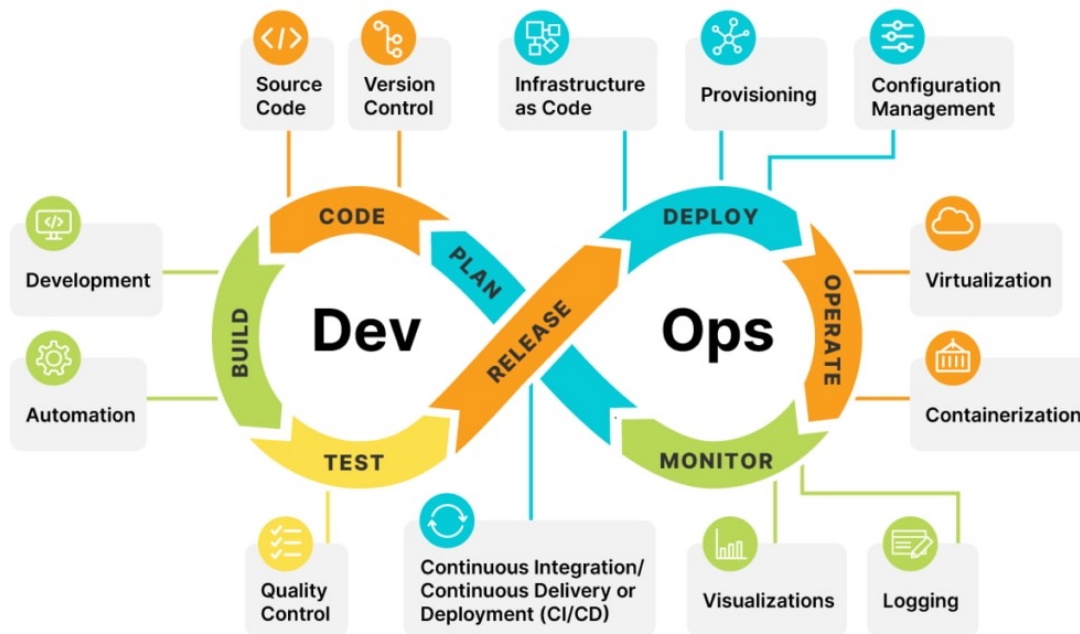 Source
Code
Version
Control
Infrastructure
as Code
Provisioning
Configuration
Management
CODE
DEPLOY
PLAN
Development
Virtualization
BUILD
Dev
RELEASE
Ops
OPERATE
Automation
Containerization
TEST
MONITOR
Quality
Control
Continuous Integration/
Continuous Delivery or
Deployment (CI/CD)
Visualizations
Logging